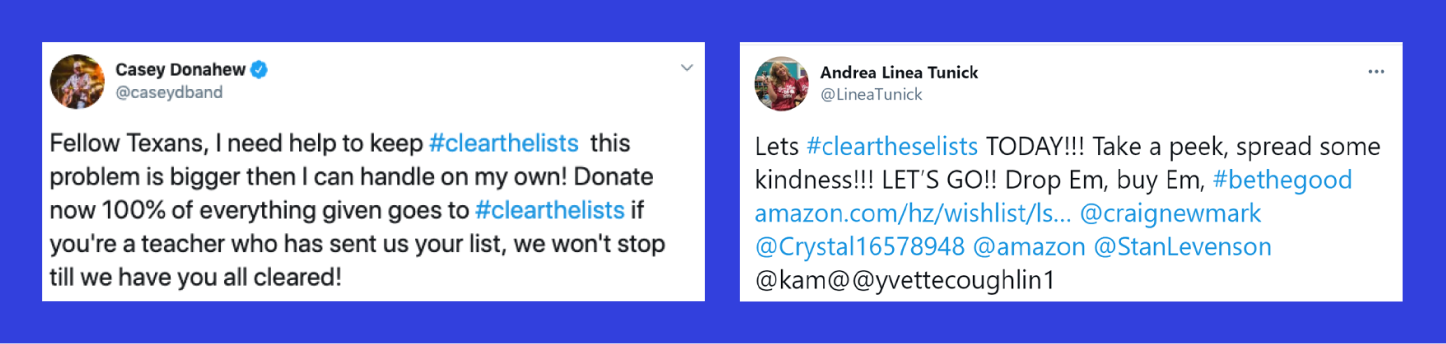 Casey Donahew
@caseydband
Fellow Texans, I need help to keep #clearthelists this
problem is bigger then I can handle on my own! Donate
now 100% of everything given goes to #clearthelists if
you're a teacher who has sent us your list, we won't stop
till we have you all cleared!
Andrea Linea Tunick
@LineaTunick
Lets #cleartheselists TODAY!!! Take a peek, spread some
kindness!!! LET'S GO!! Drop Em, buy Em, #bethegood
amazon.com/hz/wishlist/ls... @craignewmark
@Crystal16578948 @amazon @StanLevenson
@kam@@yvettecoughlin1